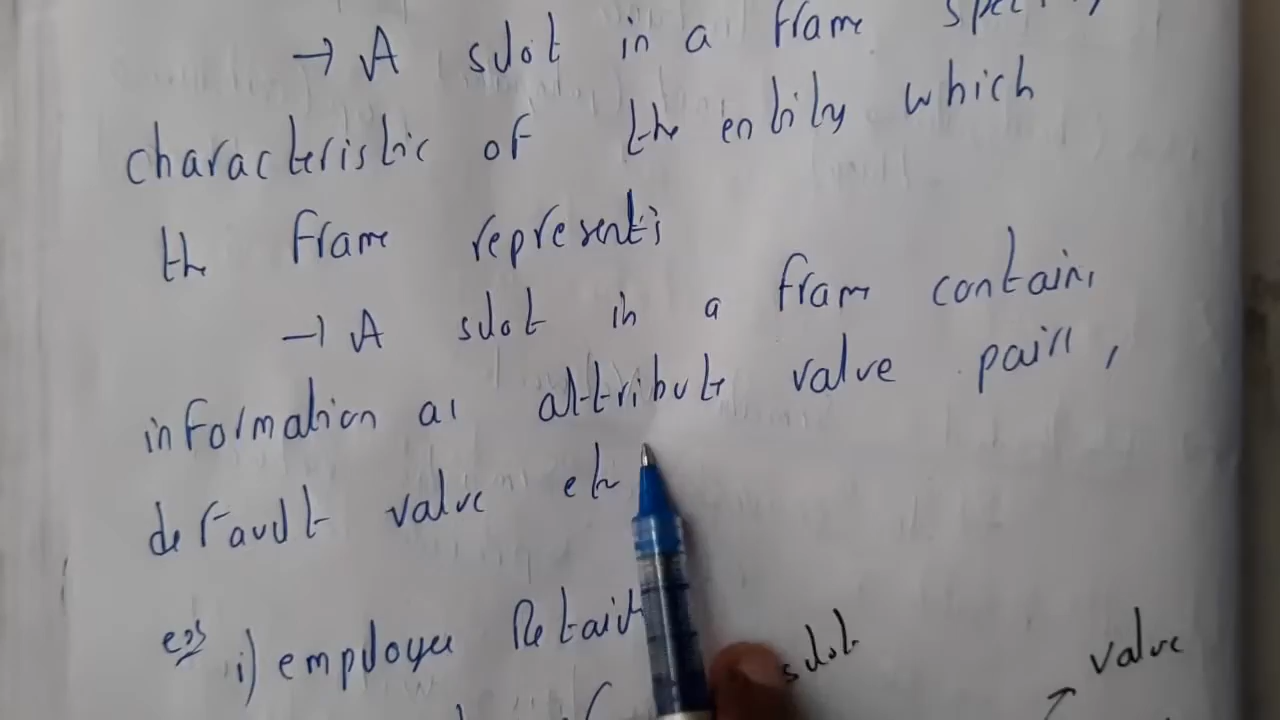 → A slot in a frame
characteristic of the entity which
the frame represents
→ A slot in a frame contains
information as attribute value pairs,
default value etc
eg i) employee Details
slot
value